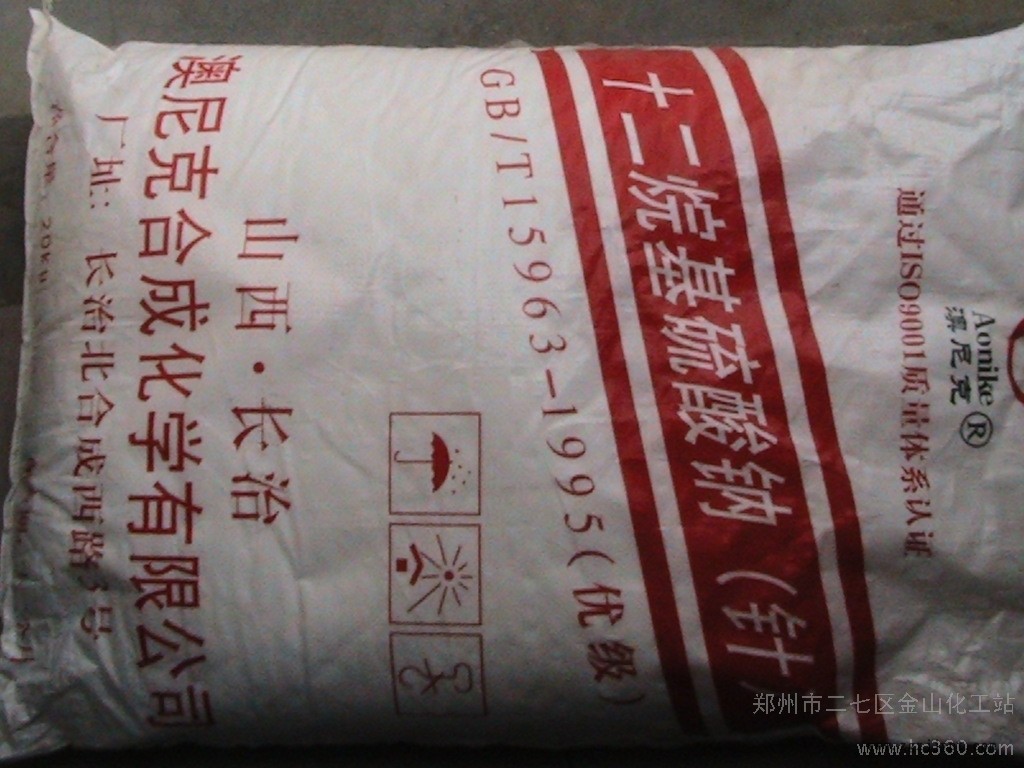 Aonike®
澳尼克
通过ISO9001质量体系认证
十二烷基硫酸钠(针)
GB/T15963-1995(优级)
山西·长治
澳尼克合成化学有限公司
厂址:长治北合成西路3号
20Kg
郑州市二七区金山化工站
www.hc360.com